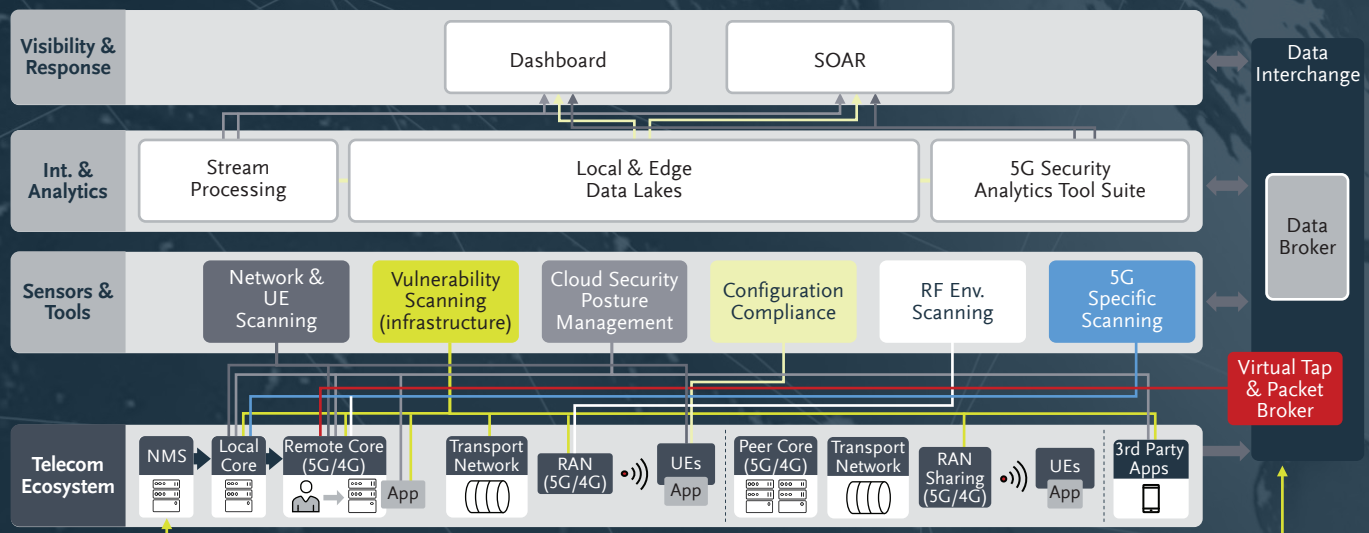 Visibility &
Response
Dashboard
SOAR
Data
Interchange
Int. &
Analytics
Stream
Processing
Local & Edge
Data Lakes
5G Security
Analytics Tool Suite
Data
Broker
Sensors &
Tools
Network &
UE
Scanning
Vulnerability
Scanning
(infrastructure)
Cloud Security
Posture
Management
Configuration
Compliance
RF Env.
Scanning
5G
Specific
Scanning
Virtual Tap
& Packet
Broker
Telecom
Ecosystem
NMS
Local
Core
Remote Core
(5G/4G)
App
Transport
Network
RAN
(5G/4G)
UEs
App
Peer Core
(5G/4G)
Transport
Network
RAN
Sharing
(5G/4G)
UEs
App
3rd Party
Apps